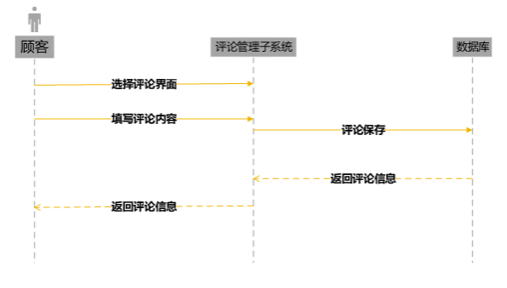 顾客
评论管理子系统
数据库
选择评论界面
填写评论内容
评论保存
返回评论信息
返回评论信息